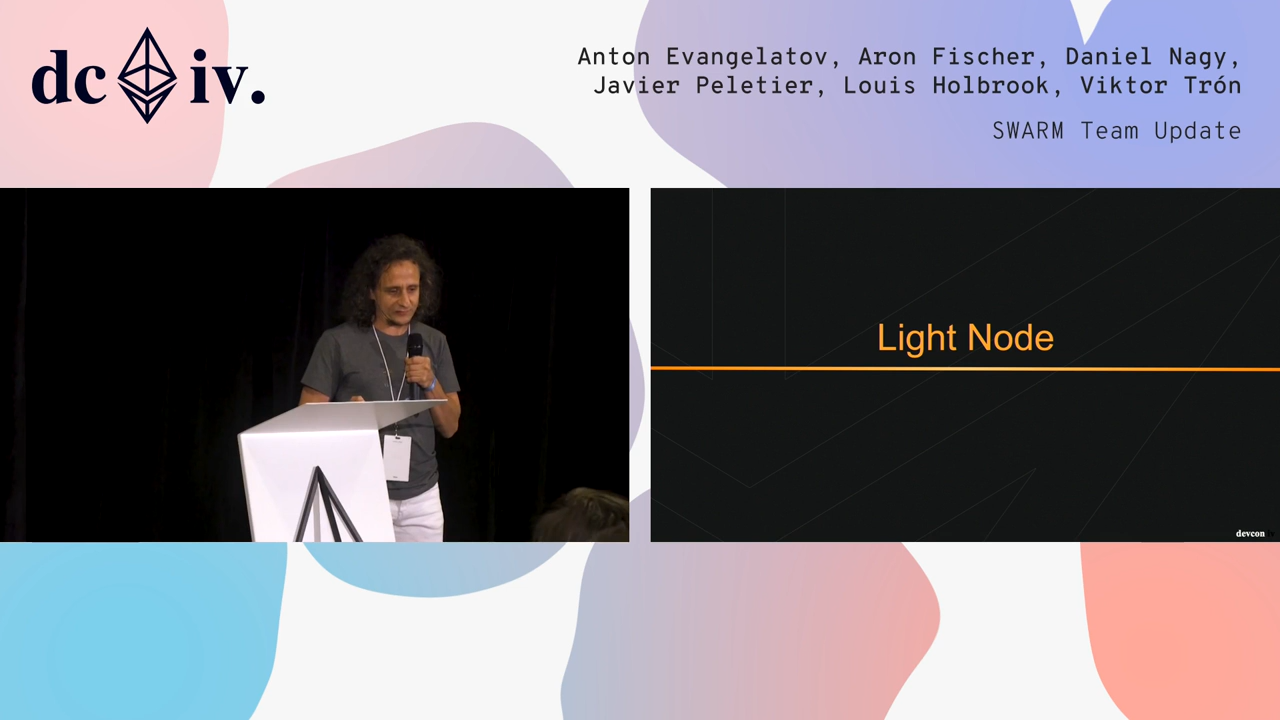 dc iv.
Anton Evangelatov, Aron Fischer, Daniel Nagy,
Javier Peletier, Louis Holbrook, Viktor Trón
SWARM Team Update
Light Node
devcon